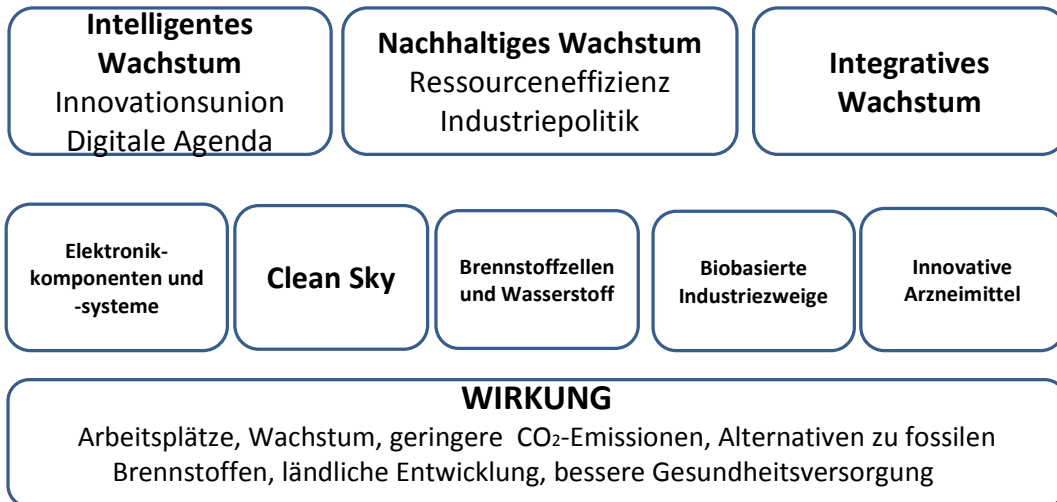 Intelligentes
Wachstum
Innovationsunion
Digitale Agenda
Nachhaltiges Wachstum
Ressourceneffizienz
Industriepolitik
Integratives
Wachstum
Elektronik-
komponenten und
-systeme
Clean Sky
Brennstoffzellen
und Wasserstoff
Biobasierte
Industriezweige
Innovative
Arzneimittel
WIRKUNG
Arbeitsplätze, Wachstum, geringere CO₂-Emissionen, Alternativen zu fossilen
Brennstoffen, ländliche Entwicklung, bessere Gesundheitsversorgung